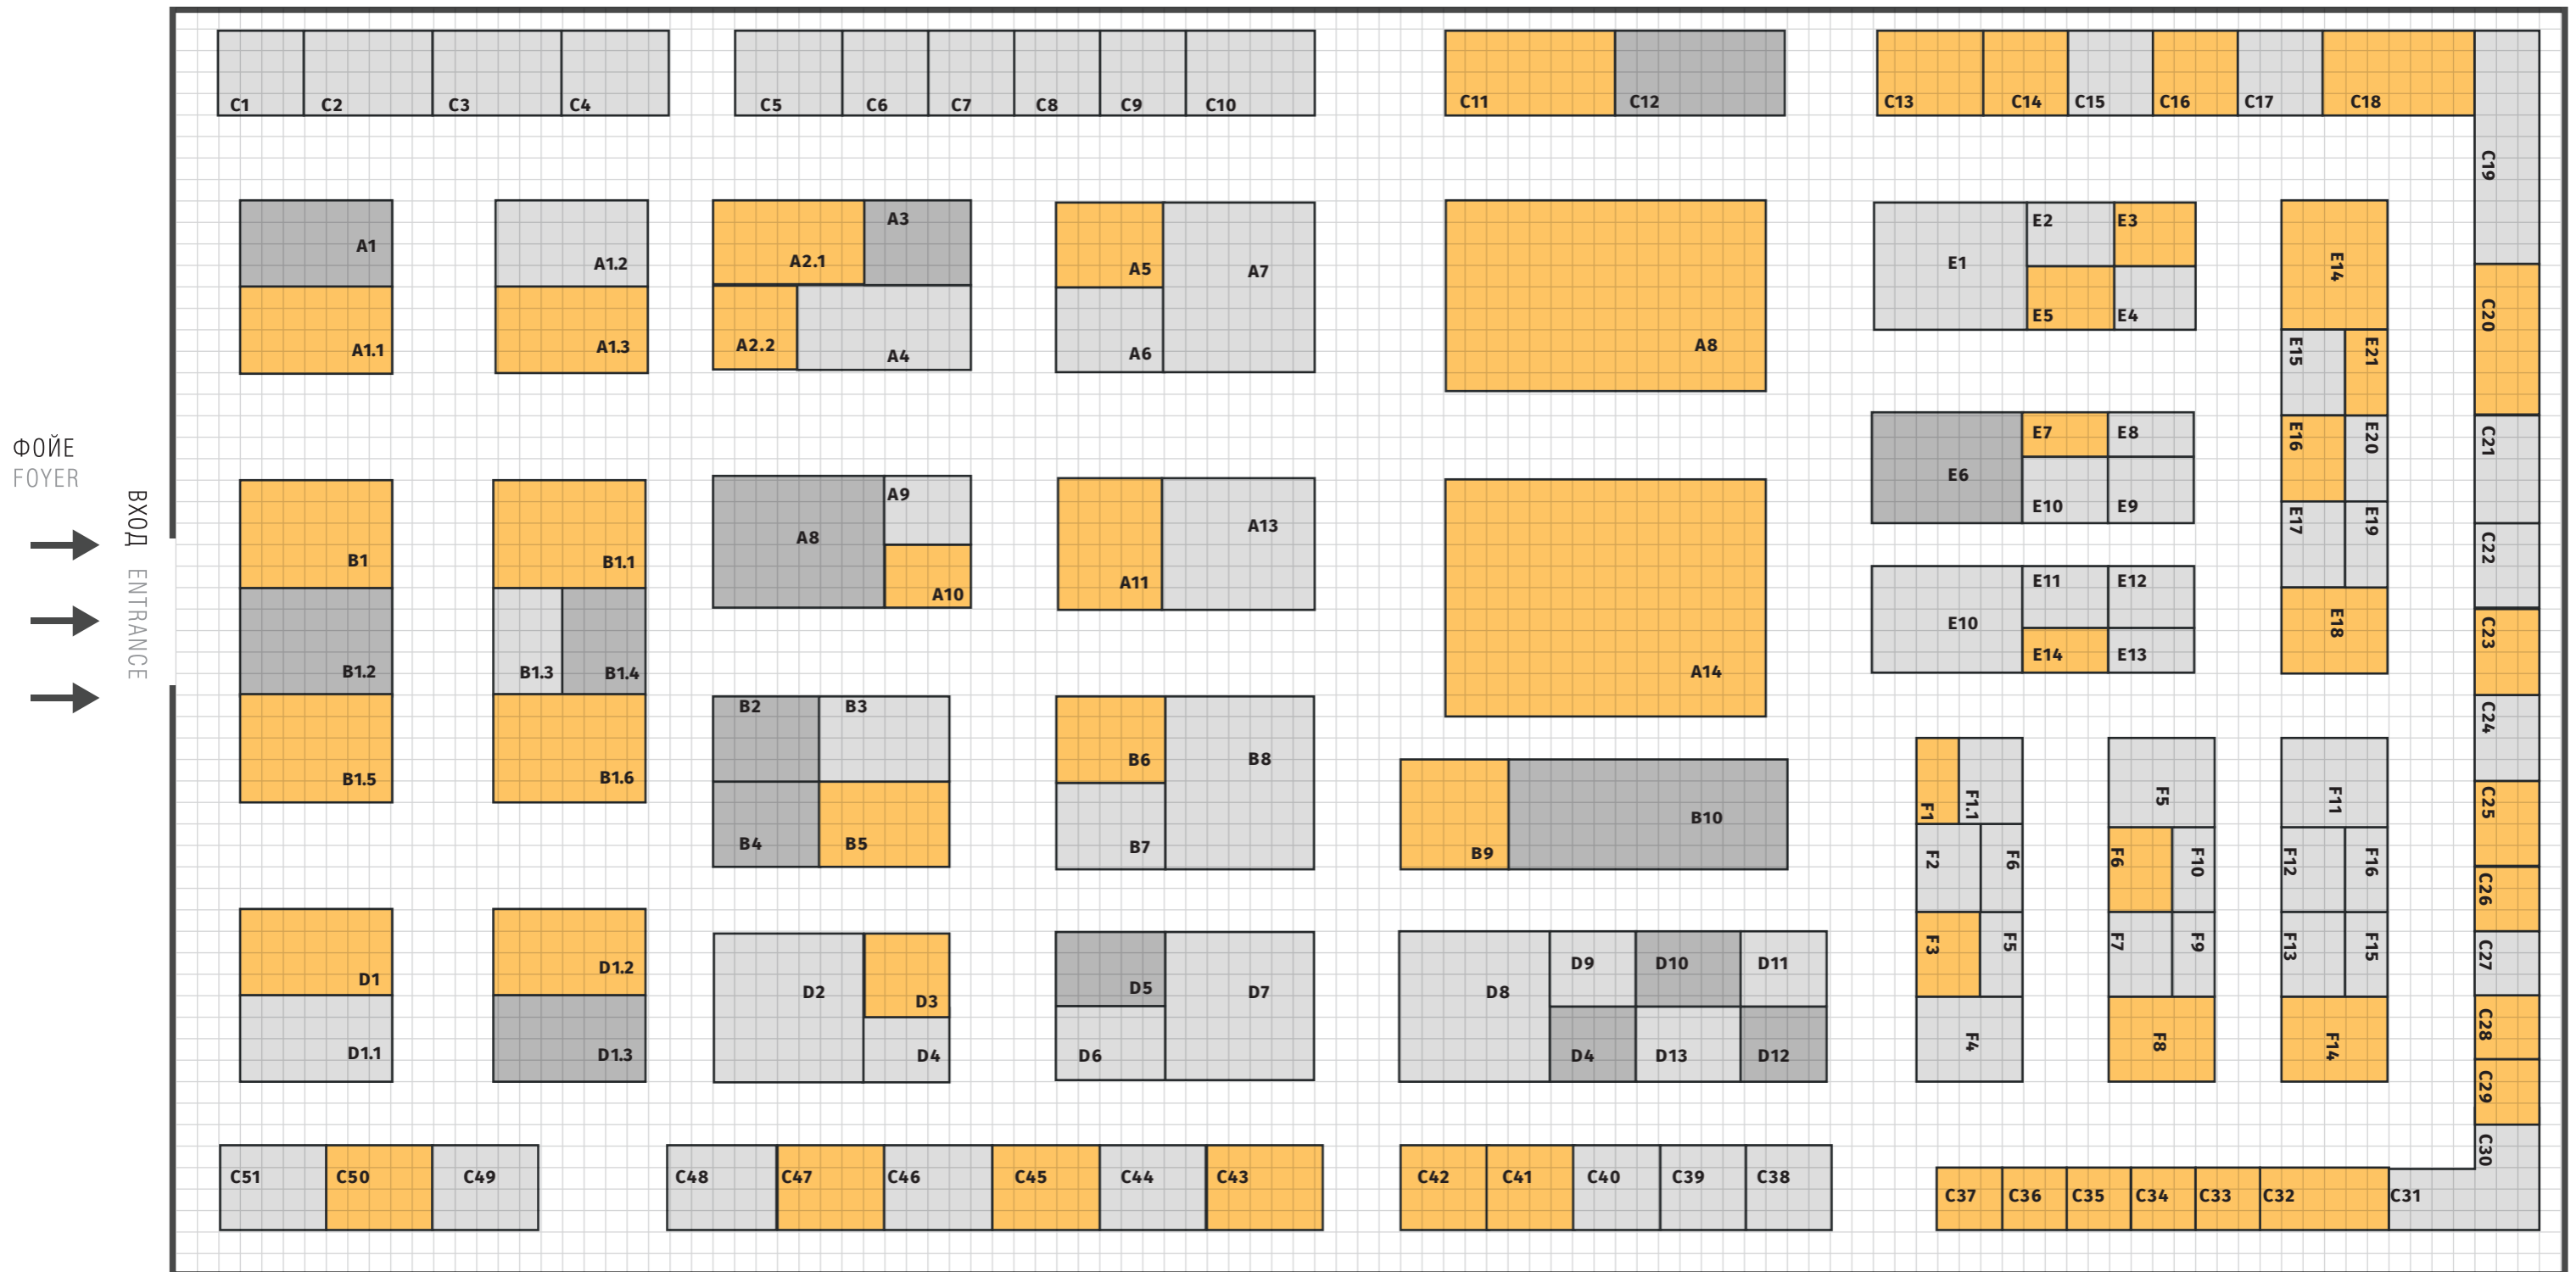 C1 C2 C3 C4 C5 C6 C7 C8 C9 C10 C11 C12 C13 C14 C15 C16 C17 C18
C19
A1 A1.2 A2.1 A3 A5 A7 E1 E2 E3 E14
A1.1 A1.3 A2.2 A4 A6 A8 E5 E4 C20
E15 E21
ФОЙЕ
FOYER
ВХОД ENTRANCE
E6 E7 E8 E16 E20 C21
E10 E9
A8 A9 A11 A13 E17 E19 C22
B1 B1.1 A10
E10 E11 E12 E18 C23
E14 E13
B1.2 B1.3 B1.4 A14
B2 B3 B6 B8 C24
B1.5 B1.6 F1 F1.1 F5 F11 C25
B4 B5 B7 B9 B10 F2 F6 F6 F10 F12 F16 C26
D1 D1.2 D2 D3 D5 D7 D8 D9 D10 D11 F3 F5 F7 F9 F13 F15 C27
D1.1 D1.3 D4 D6 D4 D13 D12 F4 F8 F14 C28
C29
C30
C51 C50 C49 C48 C47 C46 C45 C44 C43 C42 C41 C40 C39 C38
C37 C36 C35 C34 C33 C32 C31